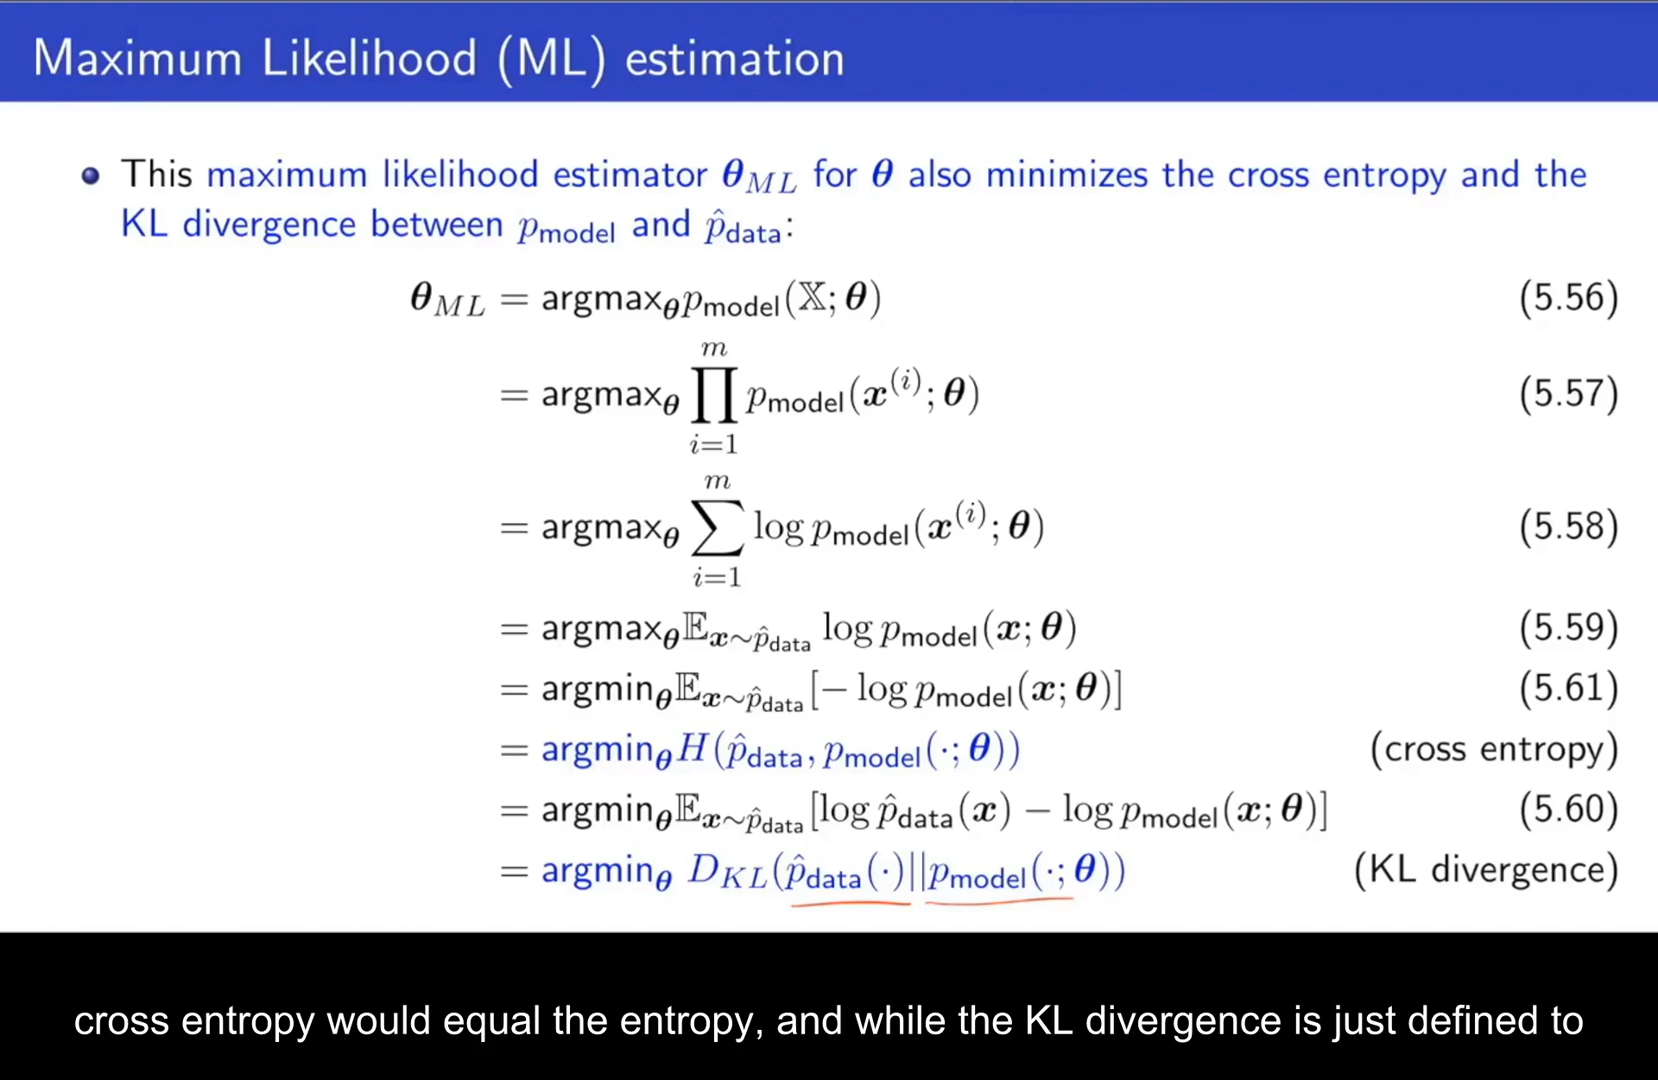 Maximum Likelihood (ML) estimation
• This maximum likelihood estimator θ_ML for θ also minimizes the cross entropy and the
KL divergence between p_model and p̂_data:
θ_ML = argmax_θ p_model(𝕏; θ) (5.56)
= argmax_θ ∏_{i=1}^{m} p_model(x^{(i)}; θ) (5.57)
= argmax_θ ∑_{i=1}^{m} log p_model(x^{(i)}; θ) (5.58)
= argmax_θ 𝔼_{x∼p̂_data} log p_model(x; θ) (5.59)
= argmin_θ 𝔼_{x∼p̂_data} [− log p_model(x; θ)] (5.61)
= argmin_θ H(p̂_data, p_model(·; θ)) (cross entropy)
= argmin_θ 𝔼_{x∼p̂_data} [log p̂_data(x) − log p_model(x; θ)] (5.60)
= argmin_θ D_KL(p̂_data(·)||p_model(·; θ)) (KL divergence)
cross entropy would equal the entropy, and while the KL divergence is just defined to